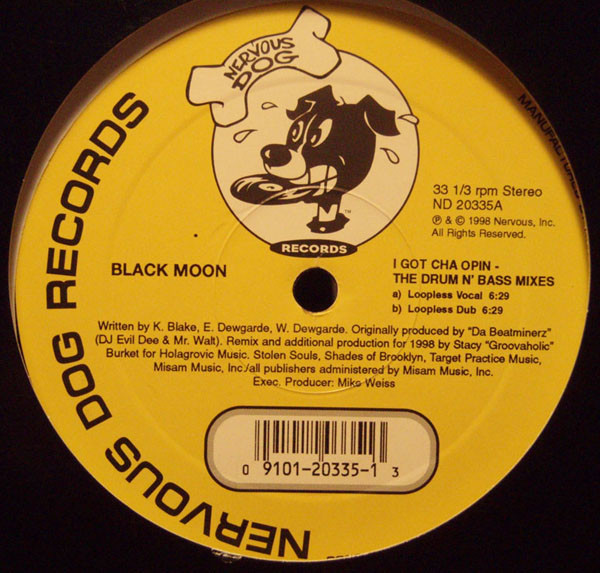 NERVOUS DOG RECORDS
NERVOUS
DOG
™
RECORDS
33 1/3 rpm Stereo
ND 20335A
℗ & © 1998 Nervous, Inc.
All Rights Reserved.
BLACK MOON
I GOT CHA OPIN -
THE DRUM N' BASS MIXES
a) Loopless Vocal 6:29
b) Loopless Dub 6:29
Written by K. Blake, E. Dewgarde, W. Dewgarde. Originally produced by "Da Beatminerz"
(DJ Evil Dee & Mr. Walt). Remix and additional production for 1998 by Stacy "Groovaholic"
Burket for Holagrovic Music. Stolen Souls, Shades of Brooklyn, Target Practice Music,
Misam Music, Inc./all publishers administered by Misam Music, Inc.
Exec. Producer: Mike Weiss
0 9101-20335-1 3